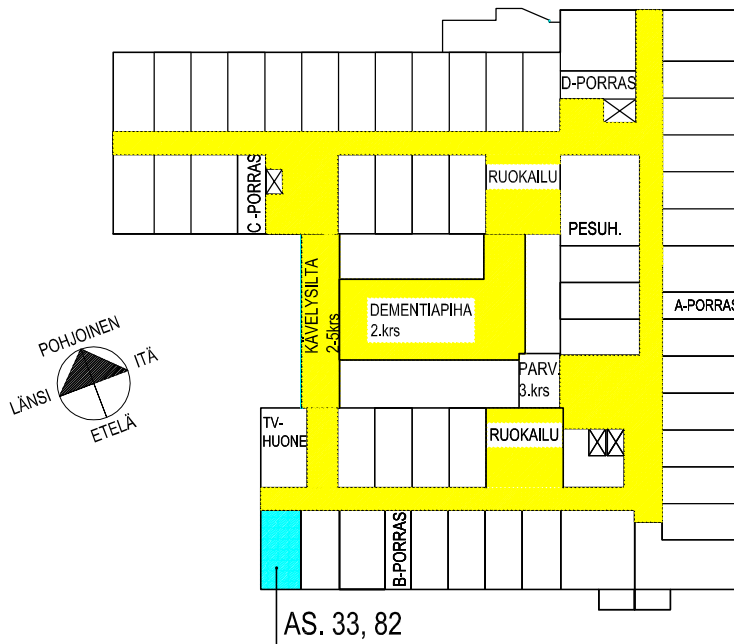 D-PORRAS
C -PORRAS
RUOKAILU
PESUH.
KÄVELYSILTA
2-5krs
DEMENTIAPIHA
2.krs
A-PORRAS
POHJOINEN
ITÄ
LÄNSI
ETELÄ
PARV.
3.krs
TV-
HUONE
RUOKAILU
B-PORRAS
AS. 33, 82